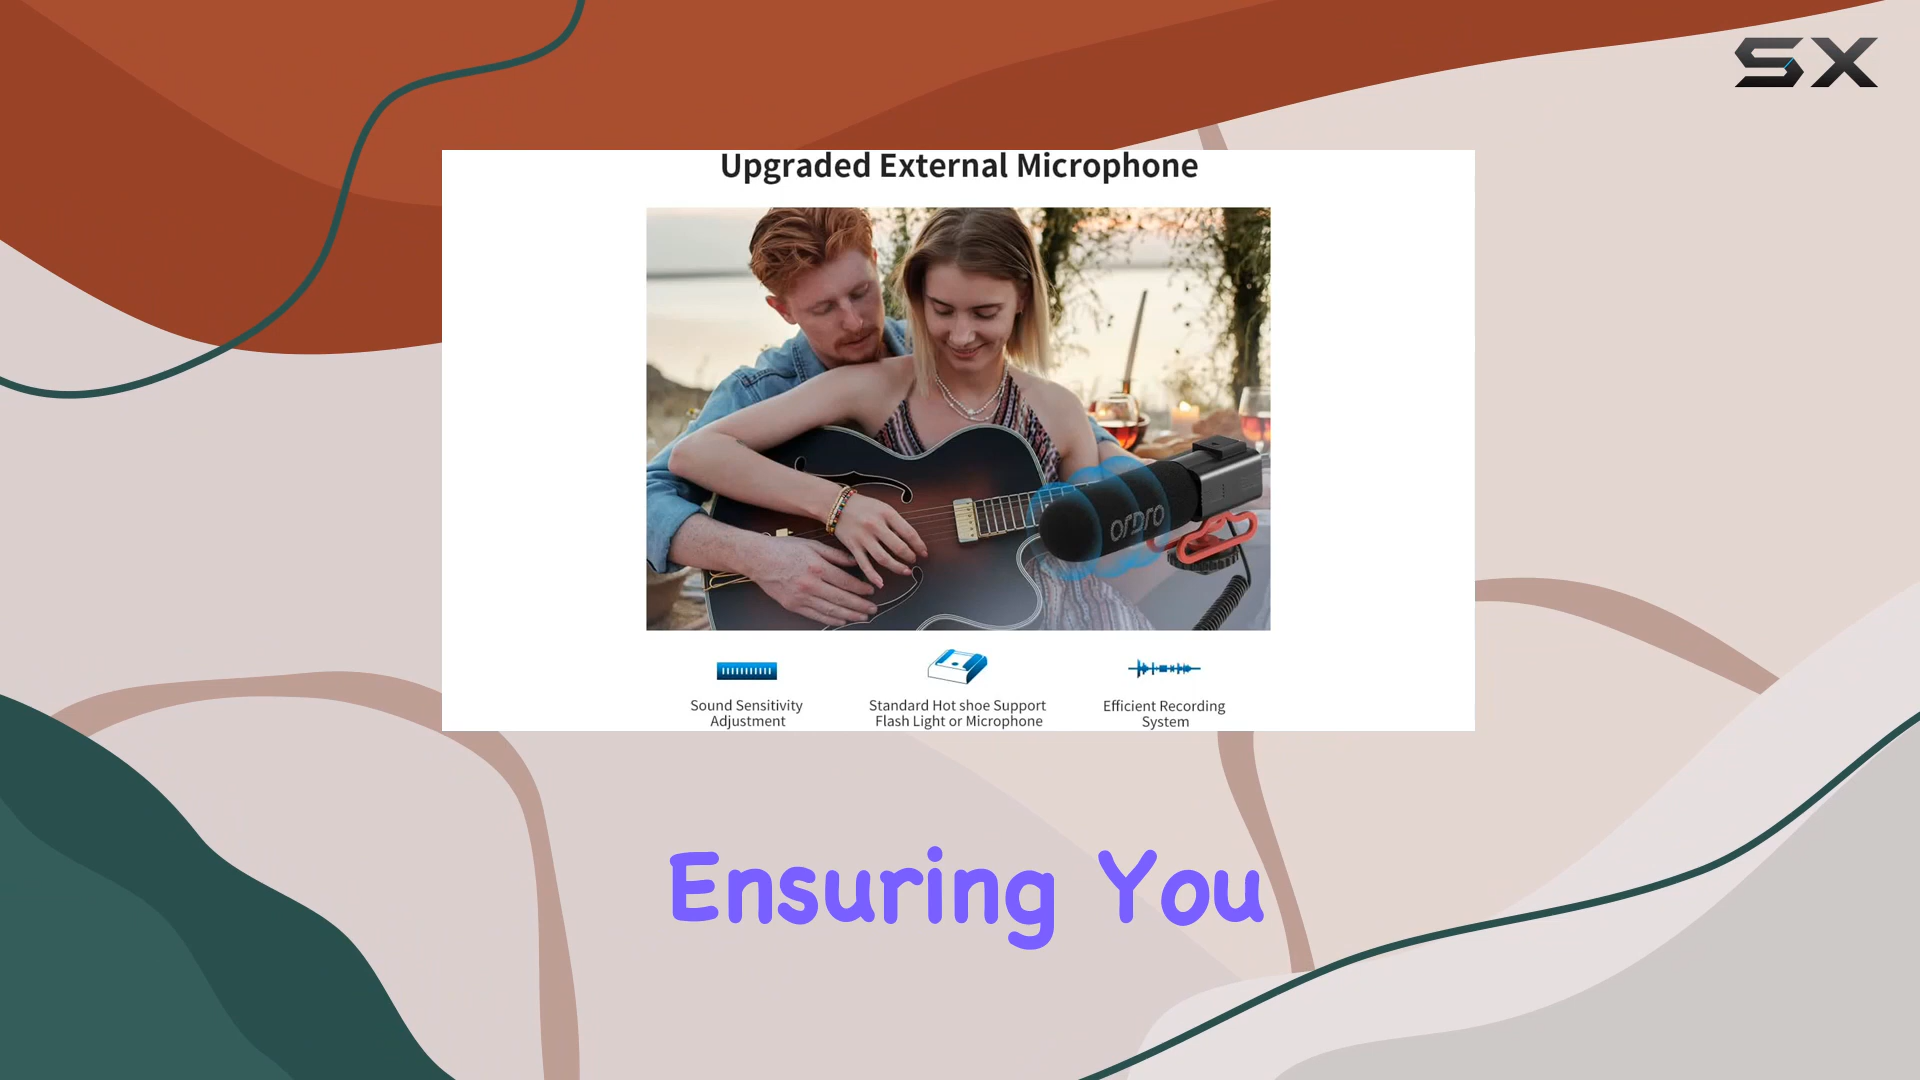 SX
Upgraded External Microphone
ordro
Sound Sensitivity
Adjustment
Standard Hot shoe Support
Flash Light or Microphone
Efficient Recording
System
Ensuring You